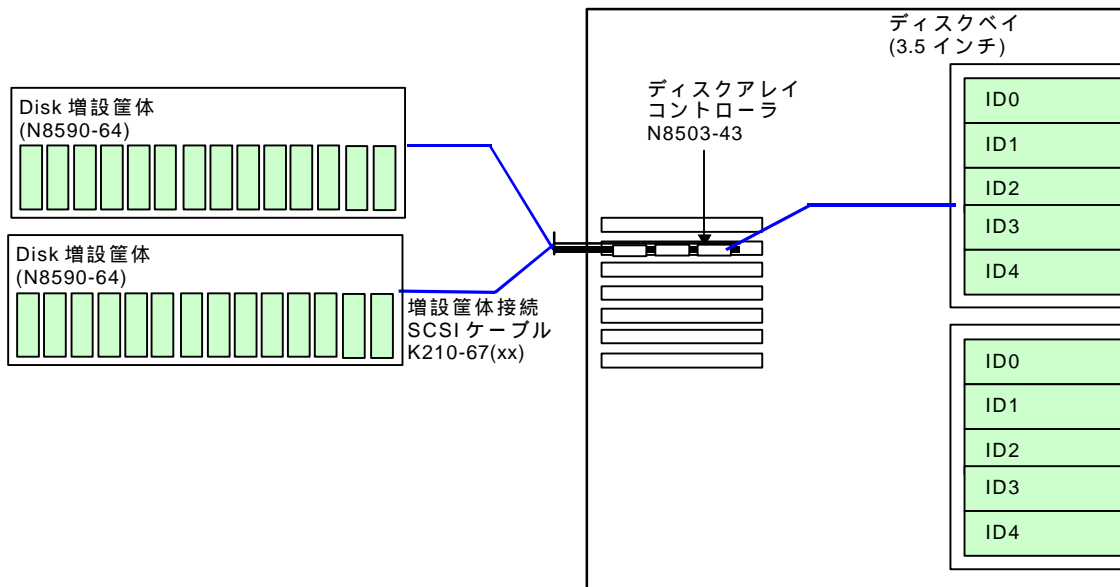 ディスクベイ
(3.5 インチ)
Disk 増設筐体
(N8590-64)
ディスクアレイ
コントローラ
N8503-43
ID0
ID1
ID2
ID3
ID4
Disk 増設筐体
(N8590-64)
増設筐体接続
SCSI ケーブル
K210-67(xx)
ID0
ID1
ID2
ID3
ID4